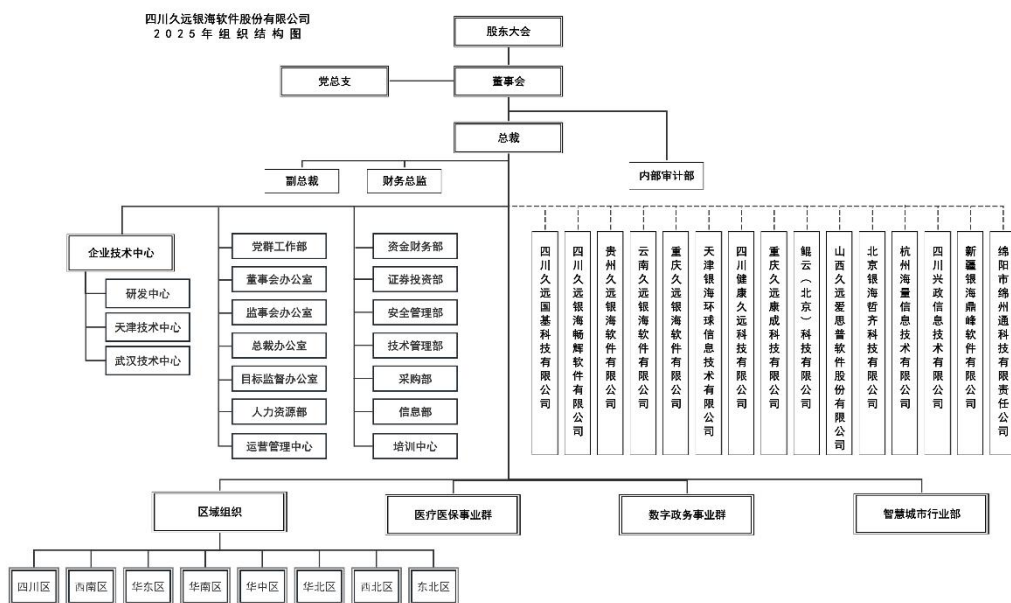 四川久远银海软件股份有限公司
2025年组织结构图
股东大会
党总支
董事会
总裁
副总裁
财务总监
内部审计部
企业技术中心
研发中心
天津技术中心
武汉技术中心
党群工作部
董事会办公室
监事会办公室
总裁办公室
目标监督办公室
人力资源部
运营管理中心
资金财务部
证券投资部
安全管理部
技术管理部
采购部
信息部
培训中心
四川久远国基科技有限公司
四川久远银海畅辉软件有限公司
贵州久远银海软件有限公司
云南久远银海软件有限公司
重庆久远银海软件有限公司
天津银海环球信息技术有限公司
四川健康久远科技有限公司
重庆久远康成科技有限公司
鲲云（北京）科技有限公司
山西久远爱思普软件股份有限公司
北京银海哲齐科技有限公司
杭州海量信息技术有限公司
四川兴政信息技术有限公司
新疆银海鼎峰软件有限公司
绵阳市绵州通科技有限责任公司
区域组织
医疗医保事业群
数字政务事业群
智慧城市行业部
四川区
西南区
华东区
华南区
华中区
华北区
西北区
东北区